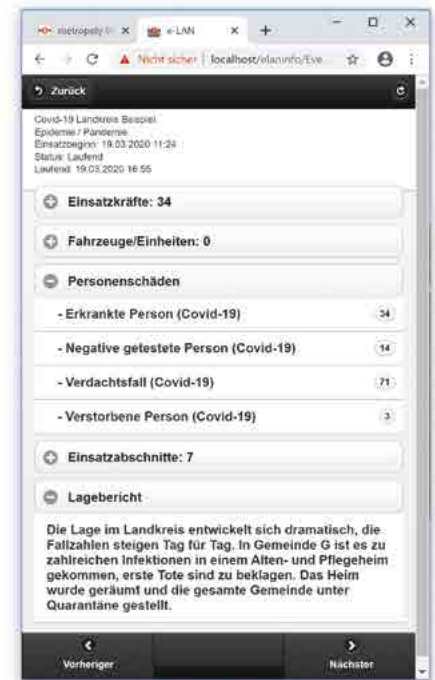 metropoly
e-LAN
Nicht sicher | localhost/elaninfo/Eve
Zurück
Covid-19 Landkreis Beispiel
Epidemie / Pandemie
Einsatzbeginn: 19.03.2020 11:24
Status: Laufend
Laufend: 19.03.2020 16:55
Einsatzkräfte: 34
Fahrzeuge/Einheiten: 0
Personenschäden
- Erkrankte Person (Covid-19) 34
- Negative getestete Person (Covid-19) 14
- Verdachtsfall (Covid-19) 71
- Verstorbene Person (Covid-19) 3
Einsatzabschnitte: 7
Lagebericht
Die Lage im Landkreis entwickelt sich dramatisch, die
Fallzahlen steigen Tag für Tag. In Gemeinde G ist es zu
zahlreichen Infektionen in einem Alten- und Pflegeheim
gekommen, erste Tote sind zu beklagen. Das Heim
wurde geräumt und die gesamte Gemeinde unter
Quarantäne gestellt.
Vorheriger Nächster